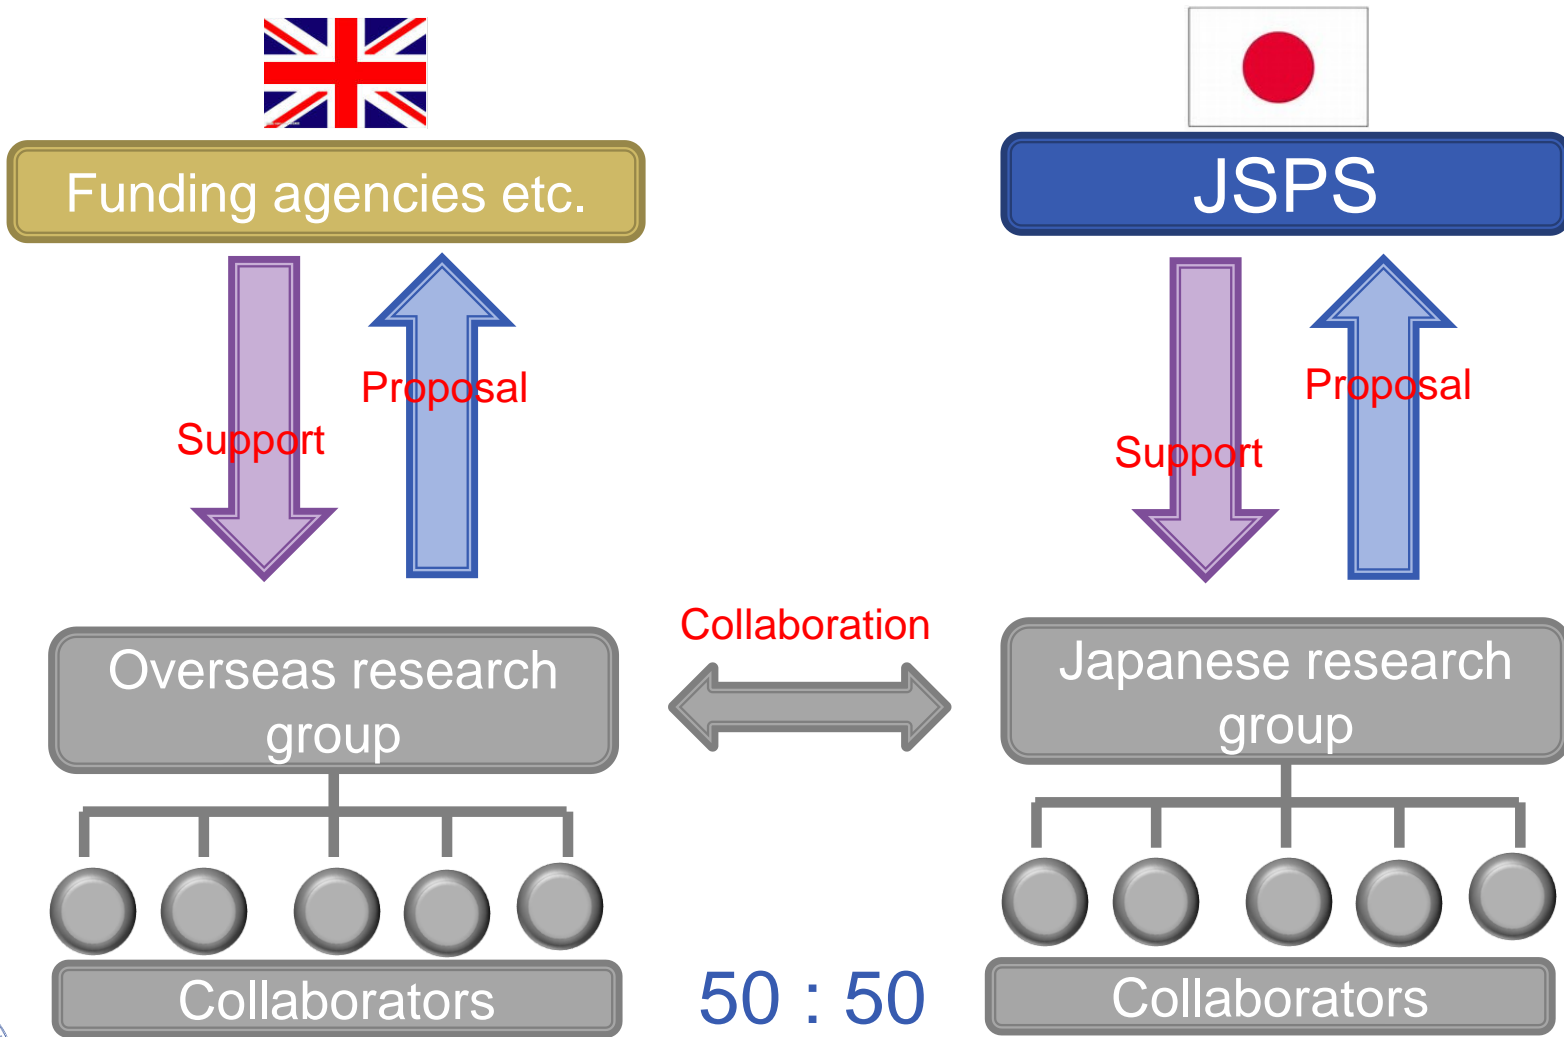 Funding agencies etc.
JSPS
Proposal
Support
Proposal
Support
Collaboration
Overseas research
group
Japanese research
group
Collaborators
50 : 50
Collaborators